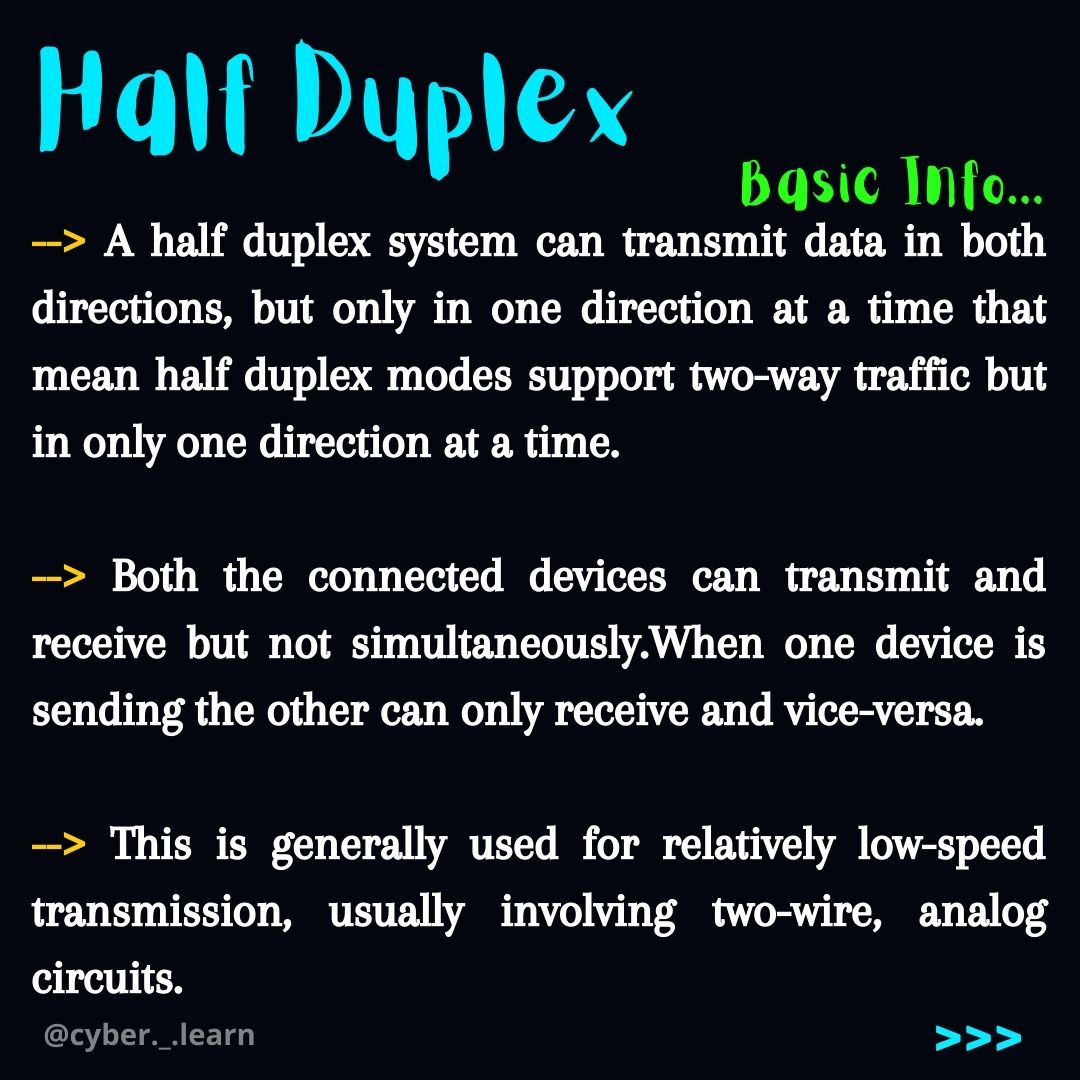 Half Duplex
Basic Info...
--> A half duplex system can transmit data in both
directions, but only in one direction at a time that
mean half duplex modes support two-way traffic but
in only one direction at a time.
--> Both the connected devices can transmit and
receive but not simultaneously.When one device is
sending the other can only receive and vice-versa.
--> This is generally used for relatively low-speed
transmission, usually involving two-wire, analog
circuits.
@cyber._.learn
>>>